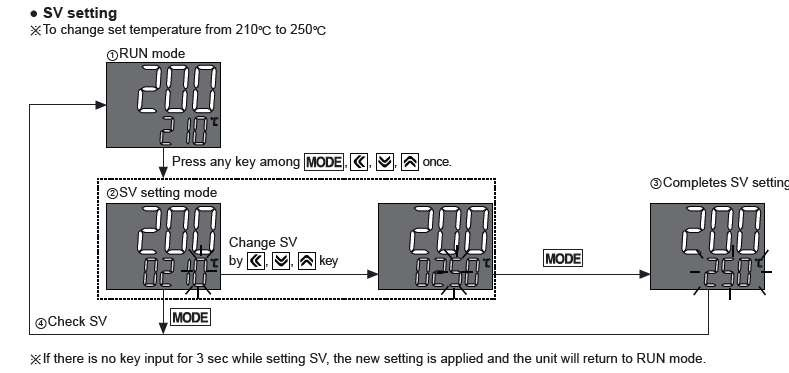 ● SV setting
※To change set temperature from 210℃ to 250℃
①RUN mode
200
210℃
Press any key among MODE, «, ︾, ︽ once.
②SV setting mode
200
0210℃
Change SV
by «, ︾, ︽ key
200
0250℃
MODE
③Completes SV setting
200
250℃
④Check SV
MODE
※If there is no key input for 3 sec while setting SV, the new setting is applied and the unit will return to RUN mode.